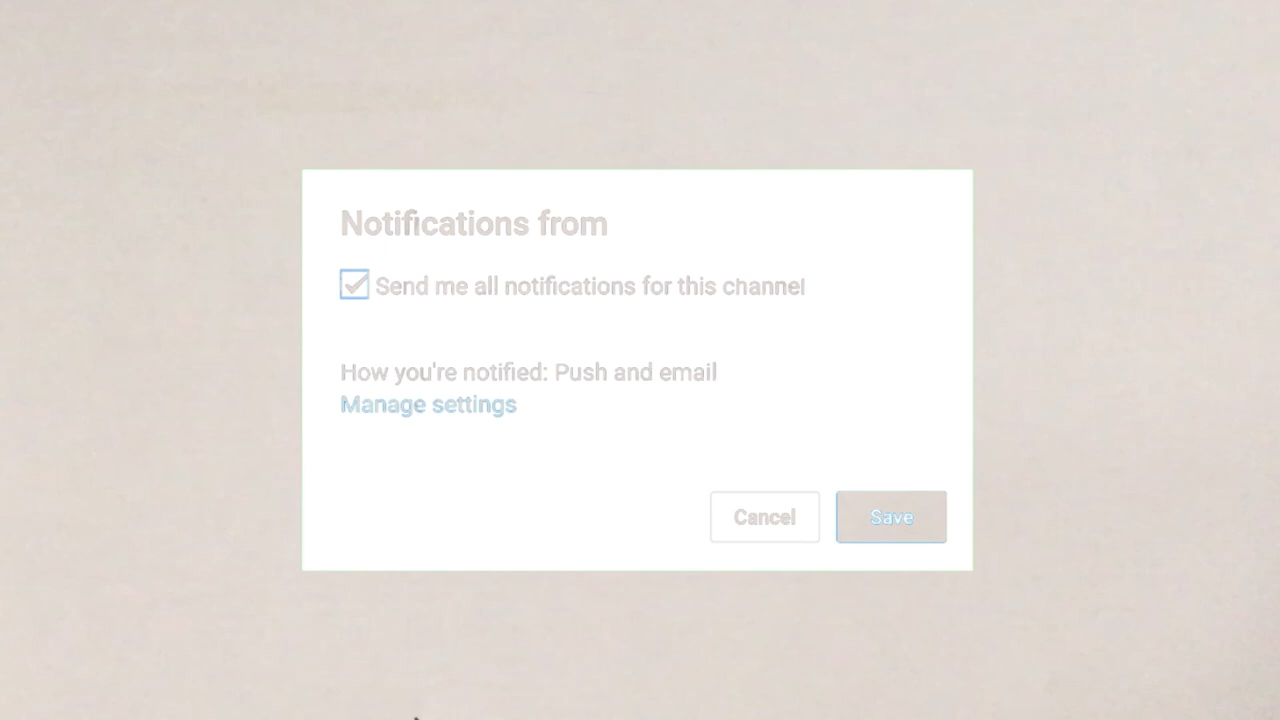 Notifications from
Send me all notifications for this channel
How you're notified: Push and email
Manage settings
Cancel
Save